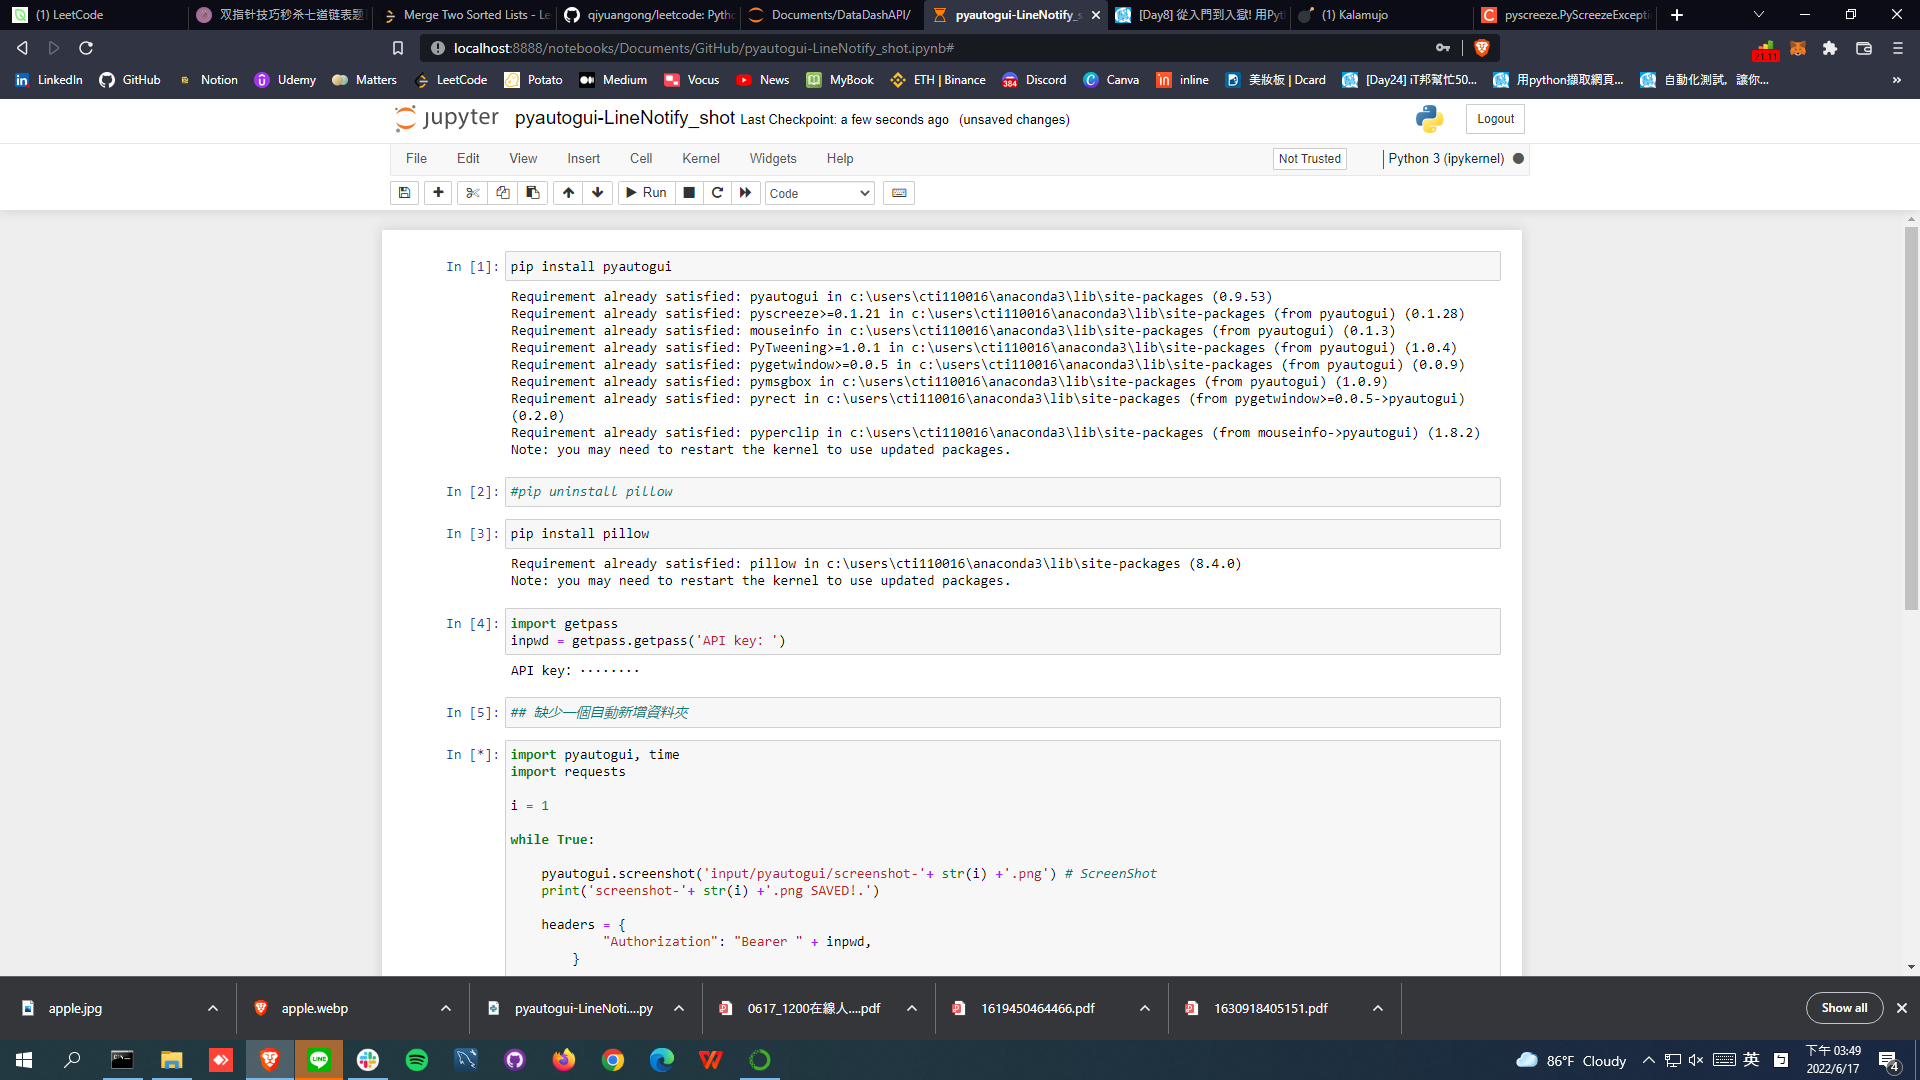 (1) LeetCode
双指针技巧秒杀七道链表题
Merge Two Sorted Lists - Le
qiyuangong/leetcode: Pytho
Documents/DataDashAPI/
pyautogui-LineNotify_s
[Day8] 從入門到入獄! 用Pyt
(1) Kalamujo
pyscreeze.PyScreezeExcepti
localhost:8888/notebooks/Documents/GitHub/pyautogui-LineNotify_shot.ipynb#
LinkedIn
GitHub
Notion
Udemy
Matters
LeetCode
Potato
Medium
Vocus
News
MyBook
ETH | Binance
384
Discord
Canva
inline
美妝板 | Dcard
[Day24] iT邦幫忙50...
用python擷取網頁...
自動化測試，讓你...
»
jupyter
pyautogui-LineNotify_shot Last Checkpoint: a few seconds ago (unsaved changes)
Logout
File Edit View Insert Cell Kernel Widgets Help
Not Trusted
Python 3 (ipykernel)
Run
Code
In [1]: pip install pyautogui
Requirement already satisfied: pyautogui in c:\users\cti110016\anaconda3\lib\site-packages (0.9.53)
Requirement already satisfied: pyscreeze>=0.1.21 in c:\users\cti110016\anaconda3\lib\site-packages (from pyautogui) (0.1.28)
Requirement already satisfied: mouseinfo in c:\users\cti110016\anaconda3\lib\site-packages (from pyautogui) (0.1.3)
Requirement already satisfied: PyTweening>=1.0.1 in c:\users\cti110016\anaconda3\lib\site-packages (from pyautogui) (1.0.4)
Requirement already satisfied: pygetwindow>=0.0.5 in c:\users\cti110016\anaconda3\lib\site-packages (from pyautogui) (0.0.9)
Requirement already satisfied: pymsgbox in c:\users\cti110016\anaconda3\lib\site-packages (from pyautogui) (1.0.9)
Requirement already satisfied: pyrect in c:\users\cti110016\anaconda3\lib\site-packages (from pygetwindow>=0.0.5->pyautogui)
(0.2.0)
Requirement already satisfied: pyperclip in c:\users\cti110016\anaconda3\lib\site-packages (from mouseinfo->pyautogui) (1.8.2)
Note: you may need to restart the kernel to use updated packages.
In [2]: #pip uninstall pillow
In [3]: pip install pillow
Requirement already satisfied: pillow in c:\users\cti110016\anaconda3\lib\site-packages (8.4.0)
Note: you may need to restart the kernel to use updated packages.
In [4]: import getpass
inpwd = getpass.getpass('API key: ')
API key: ········
In [5]: ## 缺少一個自動新增資料夾
In [*]: import pyautogui, time
import requests
i = 1
while True:
pyautogui.screenshot('input/pyautogui/screenshot-'+ str(i) +'.png') # ScreenShot
print('screenshot-'+ str(i) +'.png SAVED!.')
headers = {
"Authorization": "Bearer " + inpwd,
}
apple.jpg
apple.webp
pyautogui-LineNoti....py
0617_1200在線人....pdf
1619450464466.pdf
1630918405151.pdf
Show all
LINE
86°F Cloudy
英
下午 03:49
2022/6/17
4